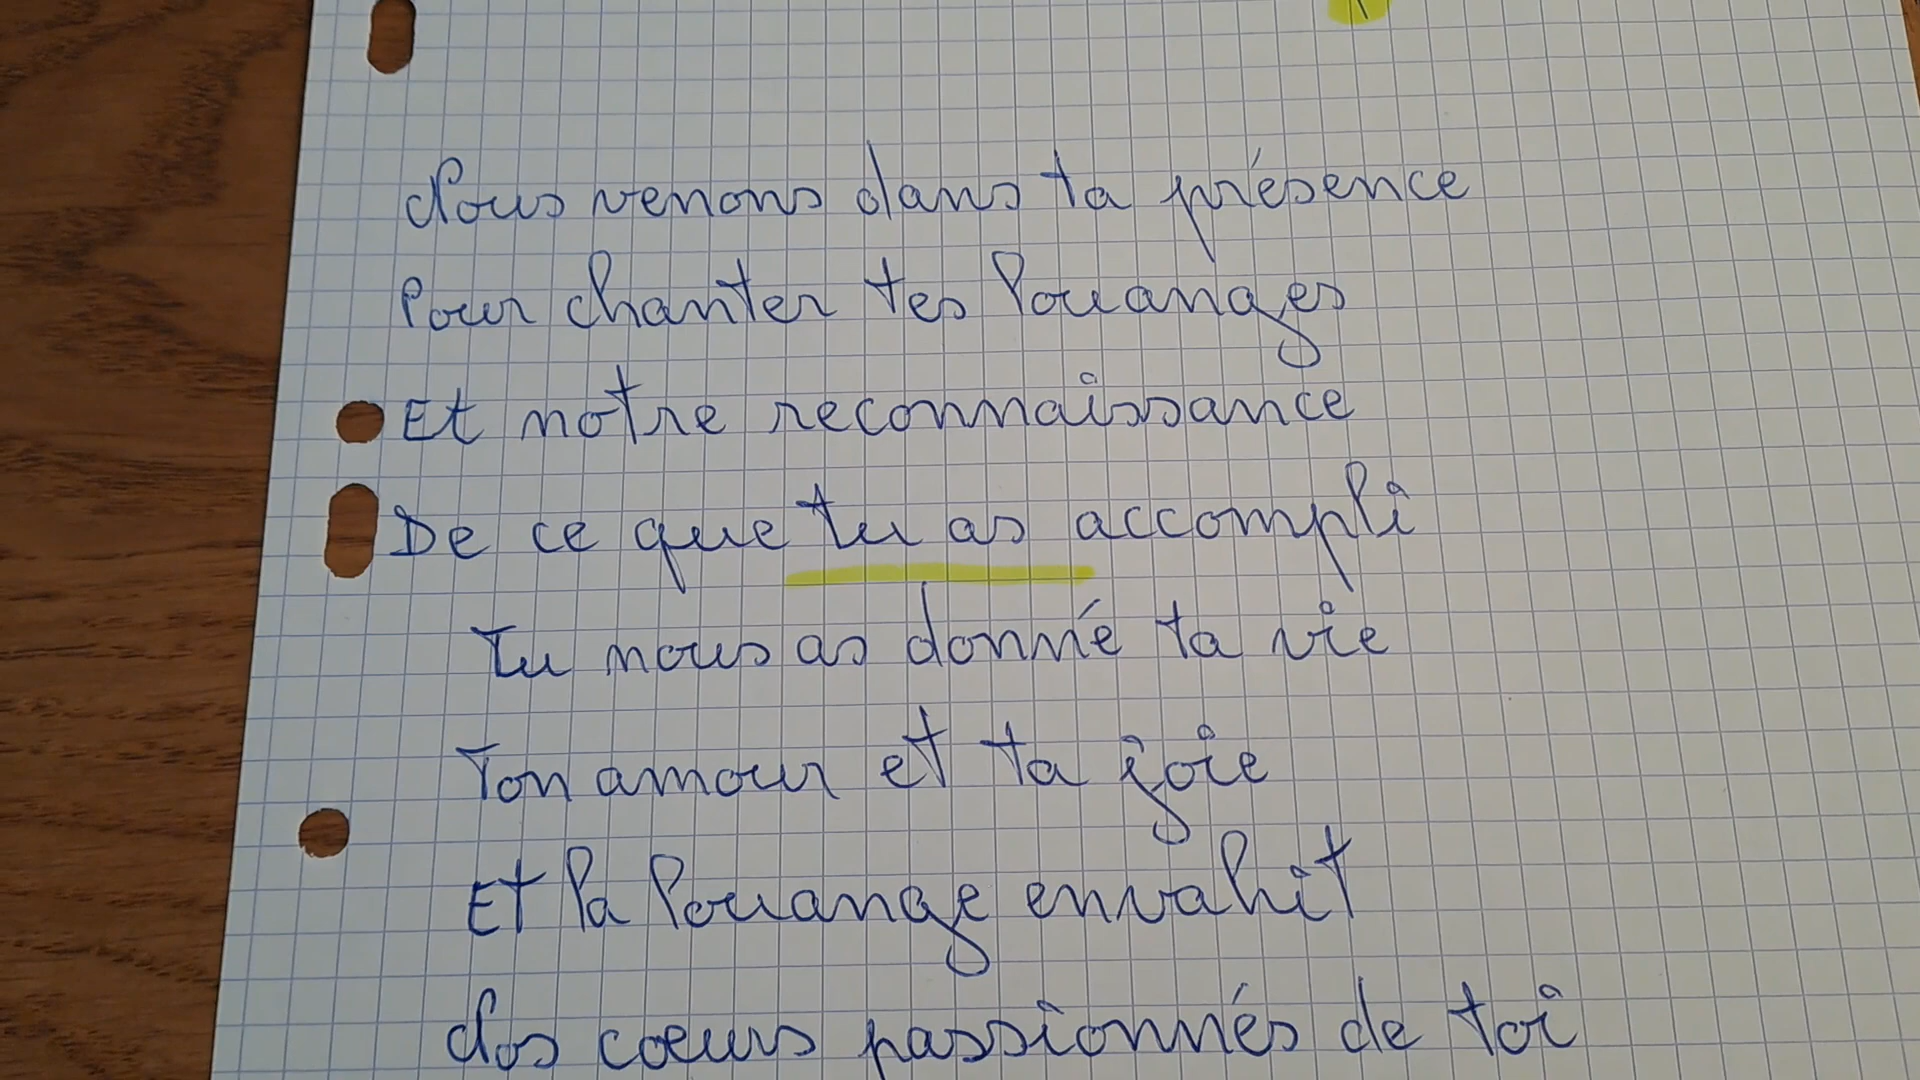 Nous venons dans ta présence
Pour chanter tes louanges
Et notre reconnaissance
De ce que tu as accompli
Tu nous as donné ta vie
Ton amour et ta joie
Et la louange envahit
Nos coeurs passionnés de toi